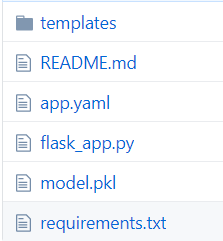 templates
README.md
app.yaml
flask_app.py
model.pkl
requirements.txt